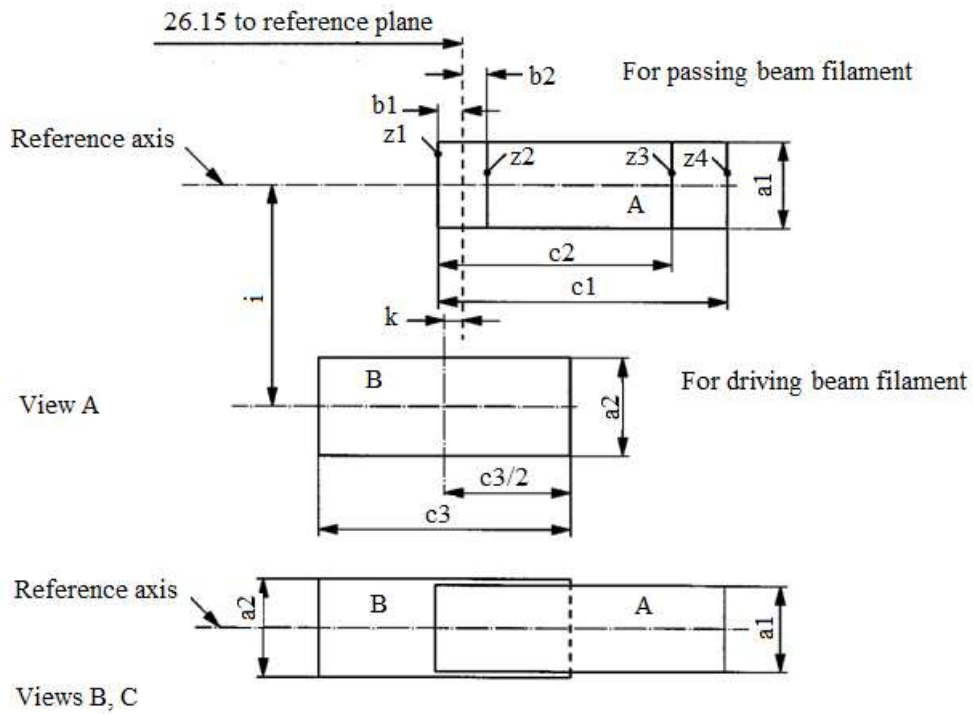 26.15 to reference plane
b2
For passing beam filament
b1
z1
Reference axis
z2
z3
z4
a1
A
c2
c1
i
k
B
For driving beam filament
View A
a2
c3/2
c3
Reference axis
a2
B
A
a1
Views B, C